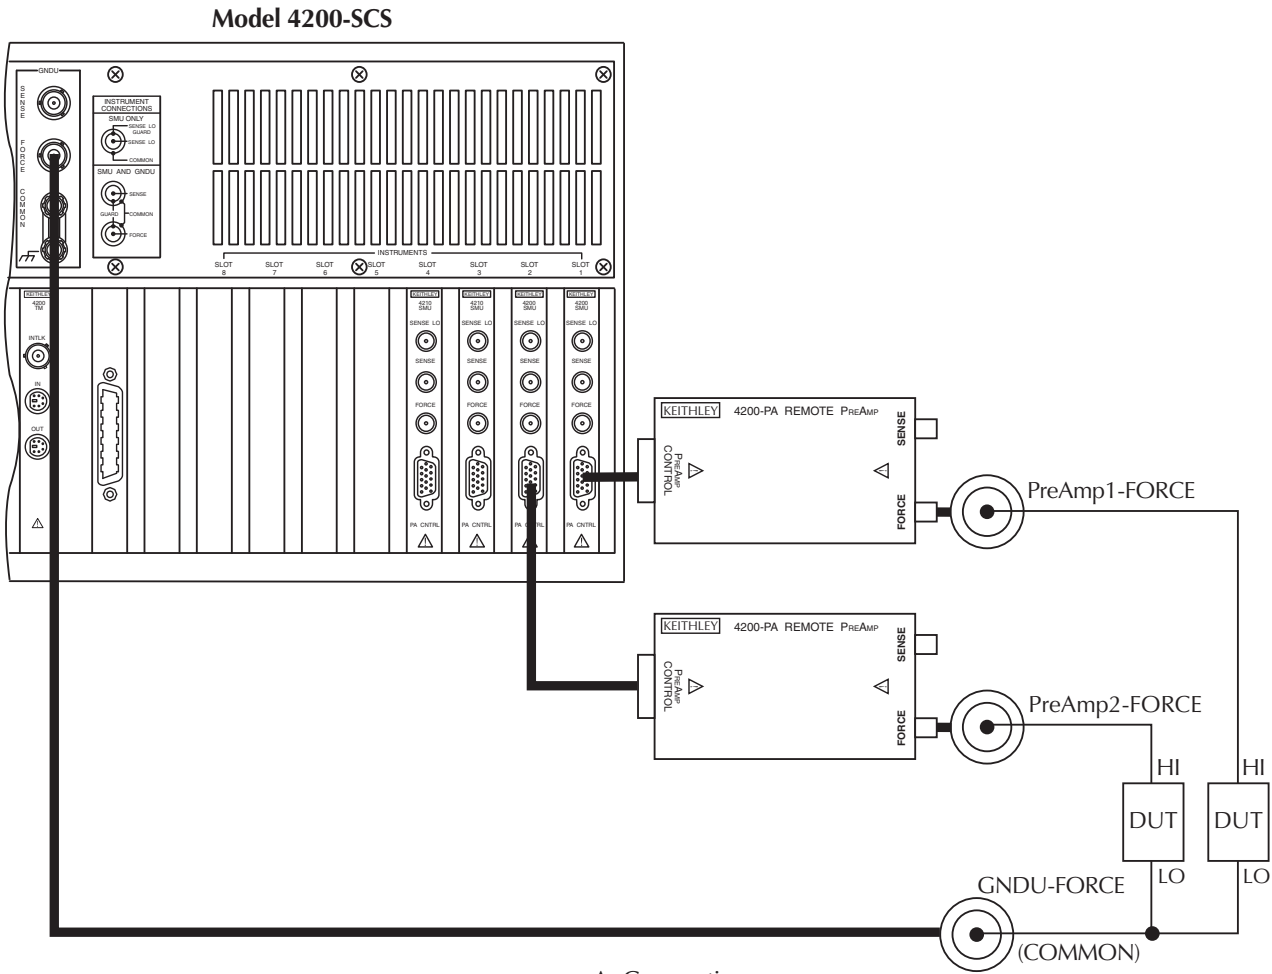 Model 4200-SCS
GNDU
SENSE
FORCE
COMMON
INSTRUMENT
CONNECTIONS
SMU ONLY
SENSE LO
GUARD
SENSE LO
COMMON
SMU AND GNDU
SENSE
GUARD
COMMON
FORCE
INSTRUMENTS
SLOT 8
SLOT 7
SLOT 6
SLOT 5
SLOT 4
SLOT 3
SLOT 2
SLOT 1
KEITHLEY
4200
TM
INTLK
IN
OUT
KEITHLEY
4210
SMU
SENSE LO
SENSE
FORCE
PA CNTRL
KEITHLEY
4210
SMU
SENSE LO
SENSE
FORCE
PA CNTRL
KEITHLEY
4200
SMU
SENSE LO
SENSE
FORCE
KEITHLEY
4200
SMU
SENSE LO
SENSE
FORCE
PA CNTRL
KEITHLEY 4200-PA REMOTE PREAMP
PREAMP
CONTROL
SENSE
FORCE
PreAmp1-FORCE
KEITHLEY 4200-PA REMOTE PREAMP
PREAMP
CONTROL
SENSE
FORCE
PreAmp2-FORCE
HI
HI
DUT
DUT
LO
LO
GNDU-FORCE
(COMMON)